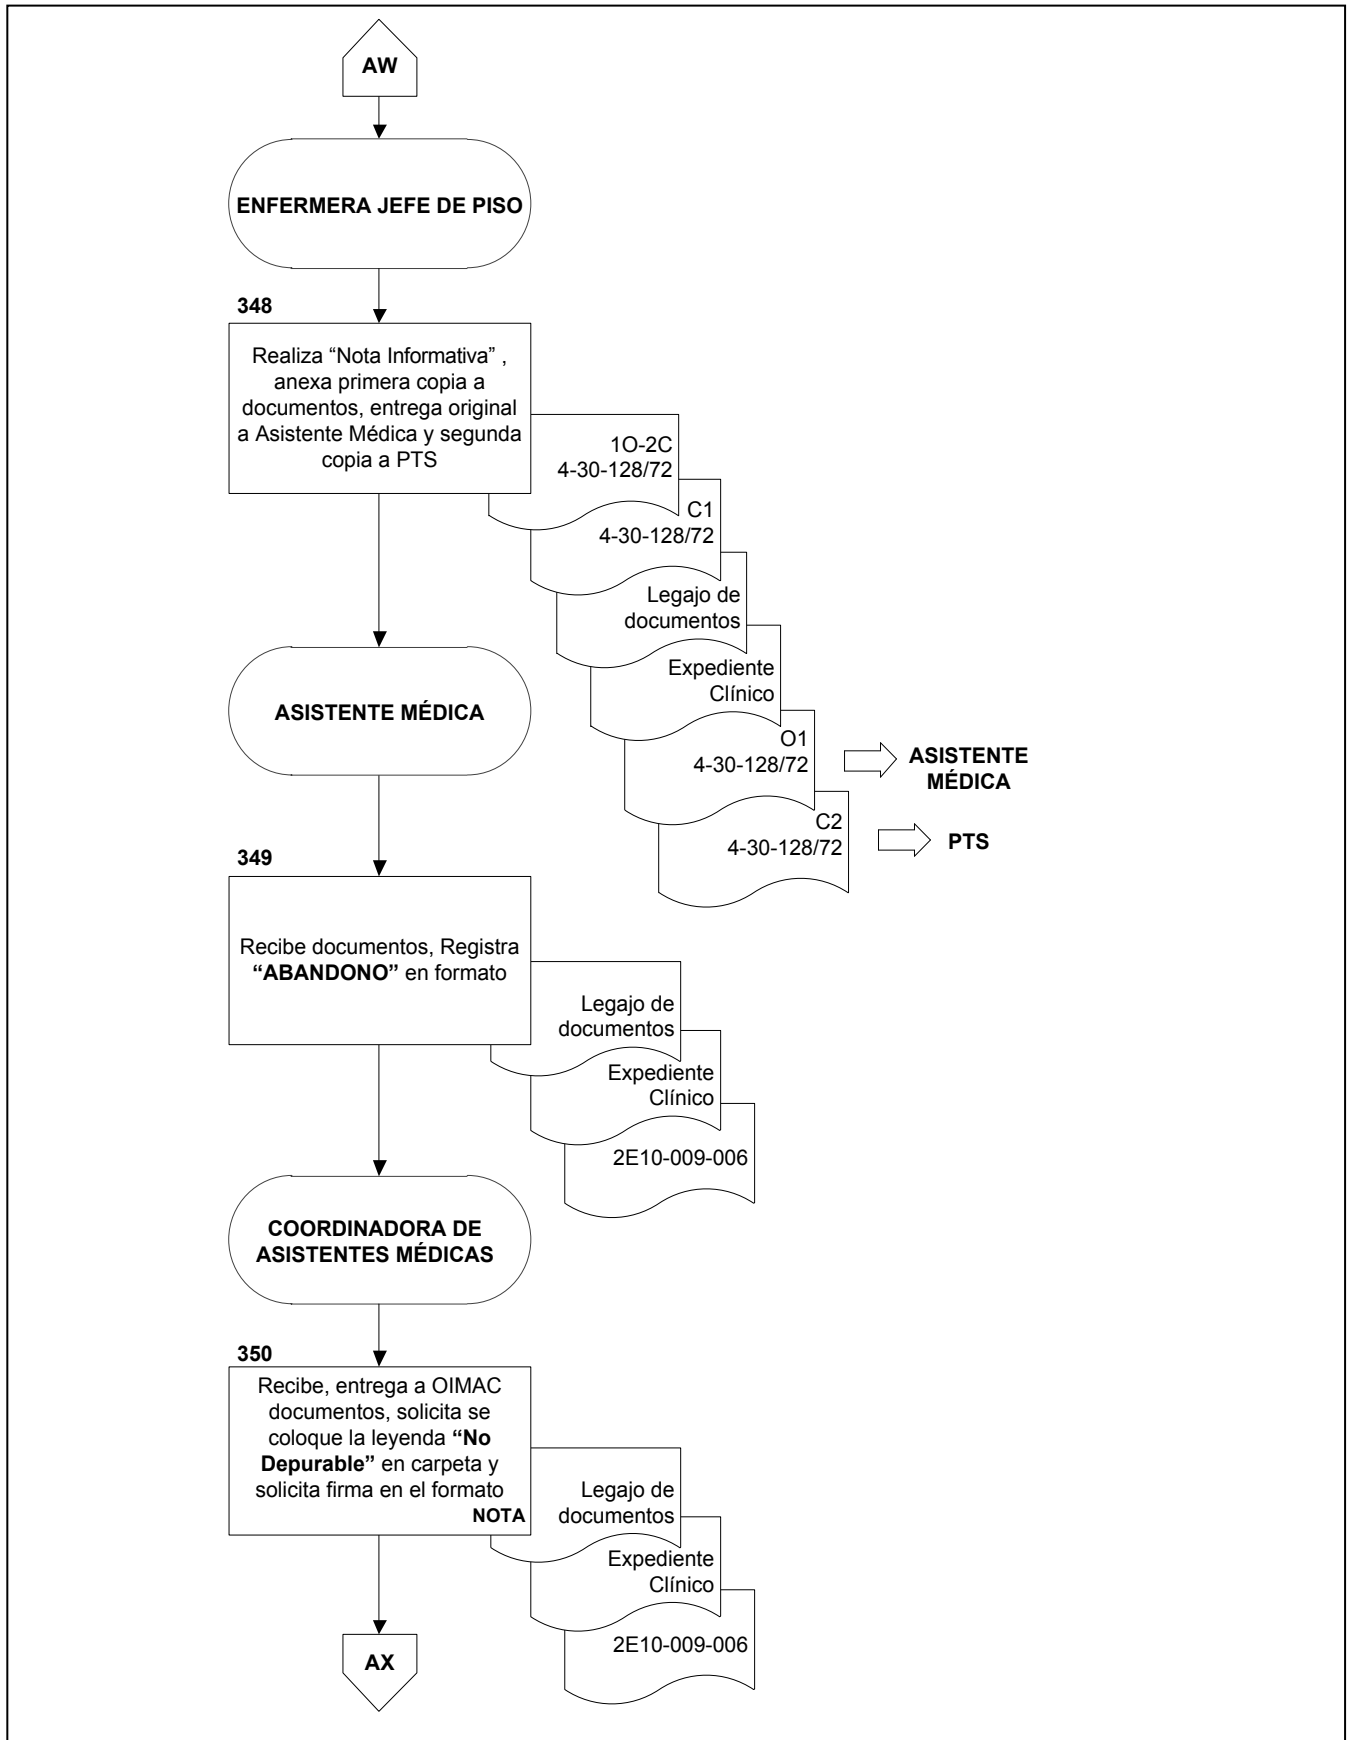 AW
ENFERMERA JEFE DE PISO
348
Realiza “Nota Informativa” ,
anexa primera copia a
documentos, entrega original
a Asistente Médica y segunda
copia a PTS
1O-2C
4-30-128/72
C1
4-30-128/72
Legajo de
documentos
Expediente
Clínico
O1
4-30-128/72
ASISTENTE
MÉDICA
C2
4-30-128/72
PTS
ASISTENTE MÉDICA
349
Recibe documentos, Registra
“ABANDONO” en formato
Legajo de
documentos
Expediente
Clínico
2E10-009-006
COORDINADORA DE
ASISTENTES MÉDICAS
350
Recibe, entrega a OIMAC
documentos, solicita se
coloque la leyenda “No
Depurable” en carpeta y
solicita firma en el formato
NOTA
Legajo de
documentos
Expediente
Clínico
2E10-009-006
AX